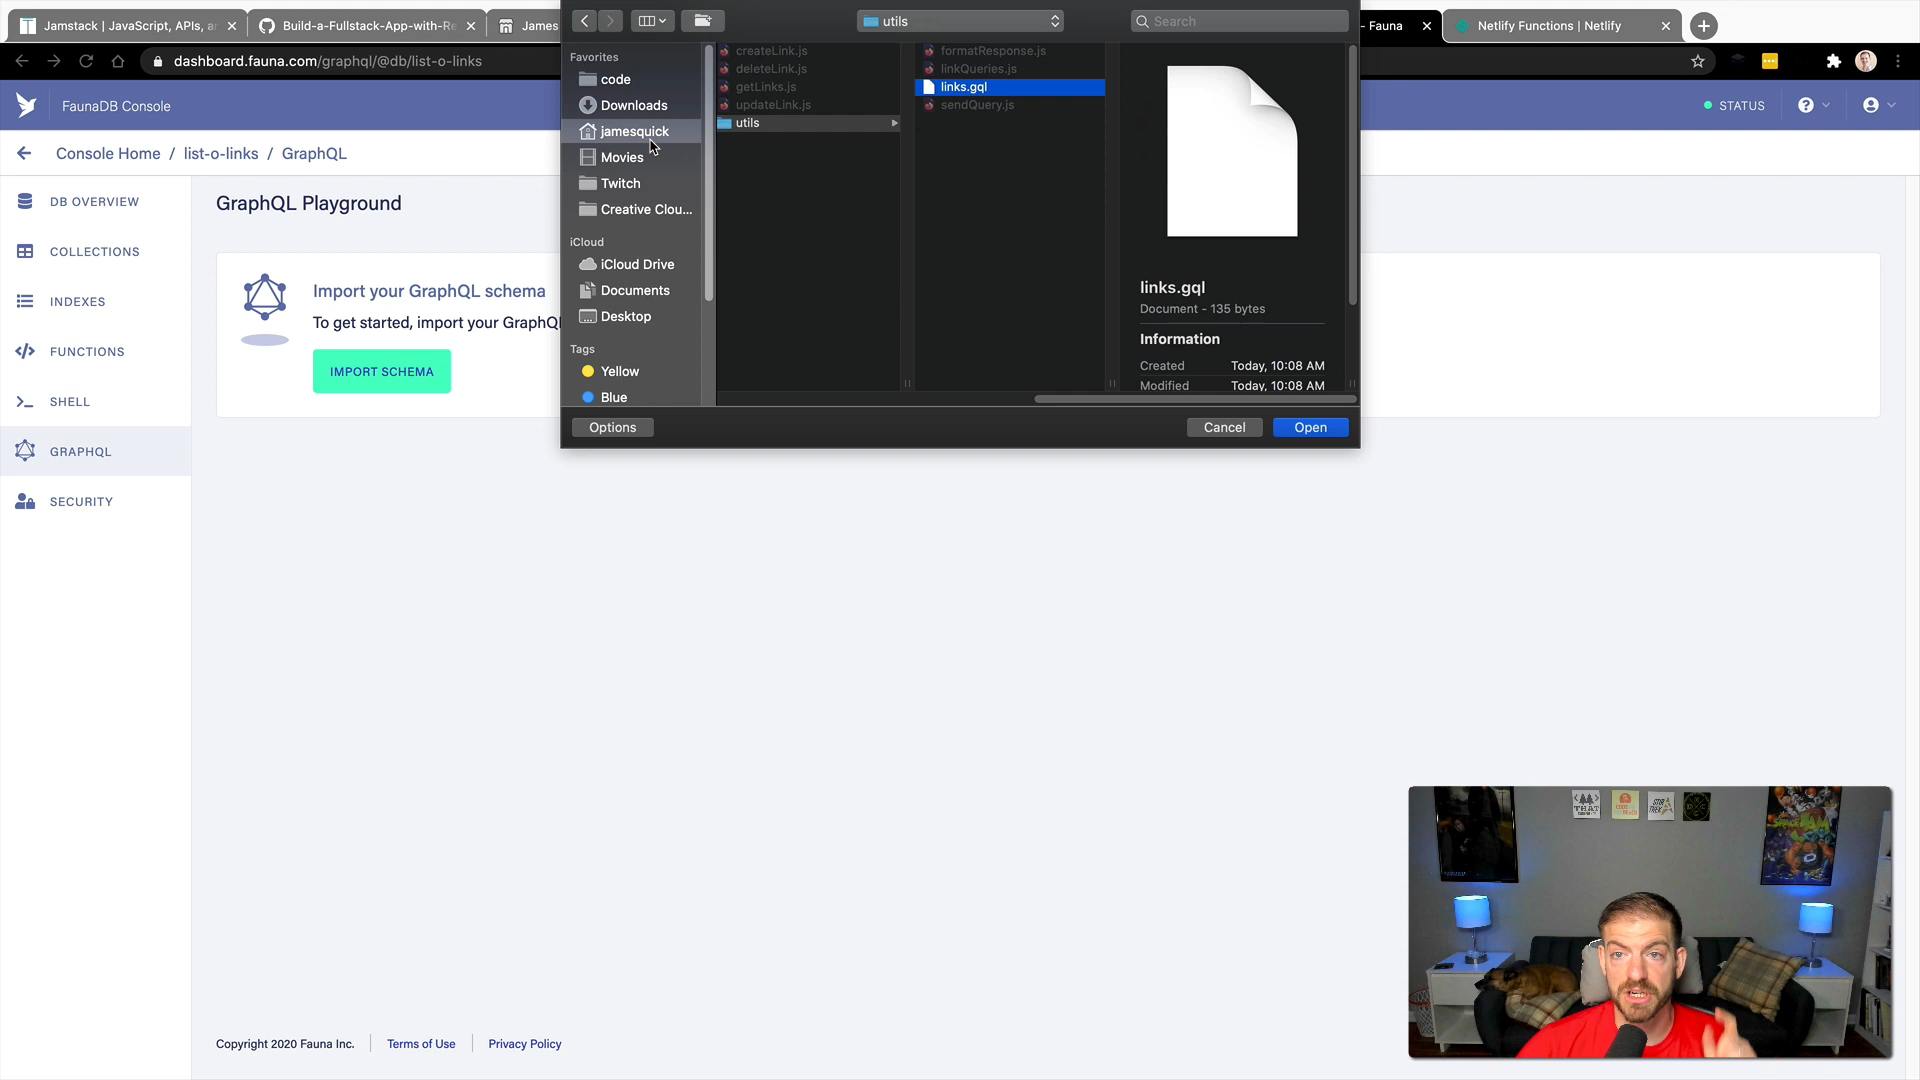 Jamstack | JavaScript, APIs, ar
Build-a-Fullstack-App-with-Re
James
utils
Search
- Fauna
Netlify Functions | Netlify
dashboard.fauna.com/graphql/@db/list-o-links
FaunaDB Console
STATUS
Console Home / list-o-links / GraphQL
DB OVERVIEW
COLLECTIONS
INDEXES
FUNCTIONS
SHELL
GRAPHQL
SECURITY
GraphQL Playground
Import your GraphQL schema
To get started, import your GraphQL
IMPORT SCHEMA
Favorites
code
Downloads
jamesquick
Movies
Twitch
Creative Clou...
iCloud
iCloud Drive
Documents
Desktop
Tags
Yellow
Blue
createLink.js
deleteLink.js
getLinks.js
updateLink.js
utils
formatResponse.js
linkQueries.js
links.gql
sendQuery.js
links.gql
Document - 135 bytes
Information
Created Today, 10:08 AM
Modified Today, 10:08 AM
Options
Cancel
Open
THAT
STIR
TREK
Copyright 2020 Fauna Inc.
Terms of Use
Privacy Policy